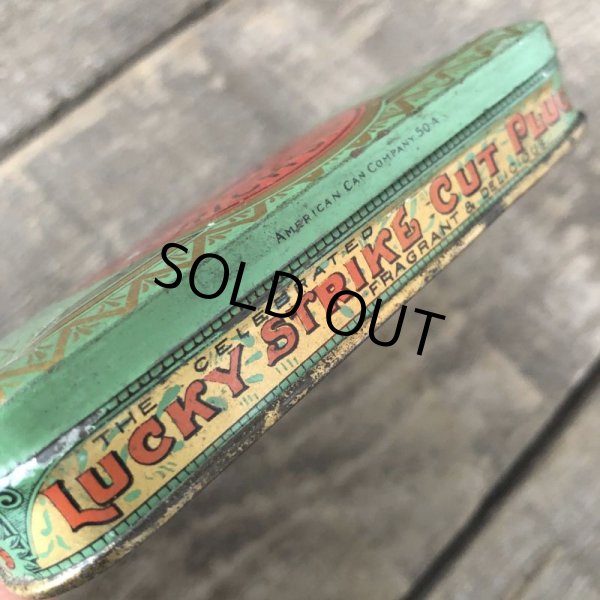 AMERICAN CAN COMPANY 50-A
THE CELEBRATED
LUCKY STRIKE CUT PLUG
FRAGRANT & DELICIOUS
SOLD OUT